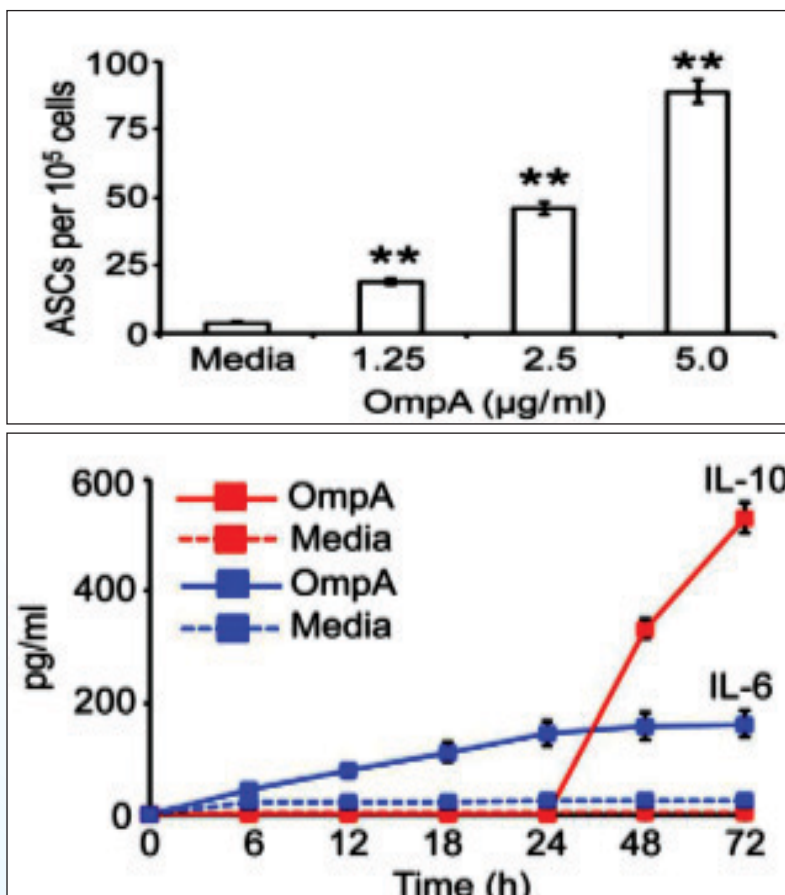 100
75
50
25
0
ASCs per 10⁵ cells
**
**
**
Media 1.25 2.5 5.0
OmpA (µg/ml)
600
400
200
0
pg/ml
OmpA
Media
OmpA
Media
IL-10
IL-6
0 6 12 18 24 48 72
Time (h)